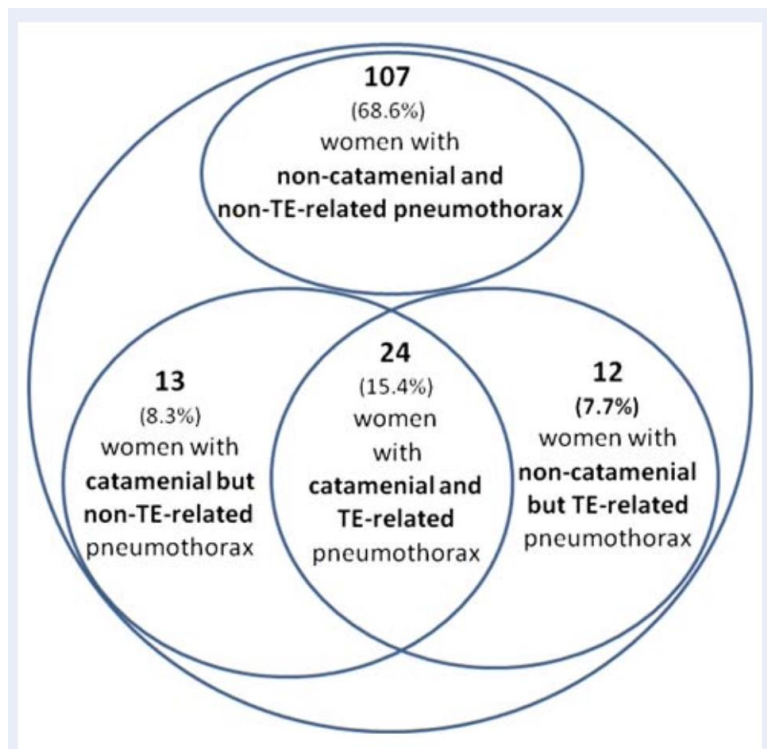 107
(68.6%)
women with
non-catamenial and
non-TE-related pneumothorax
13
(8.3%)
women with
catamenial but
non-TE-related
pneumothorax
24
(15.4%)
women
with
catamenial and
TE-related
pneumothorax
12
(7.7%)
women with
non-catamenial
but TE-related
pneumothorax